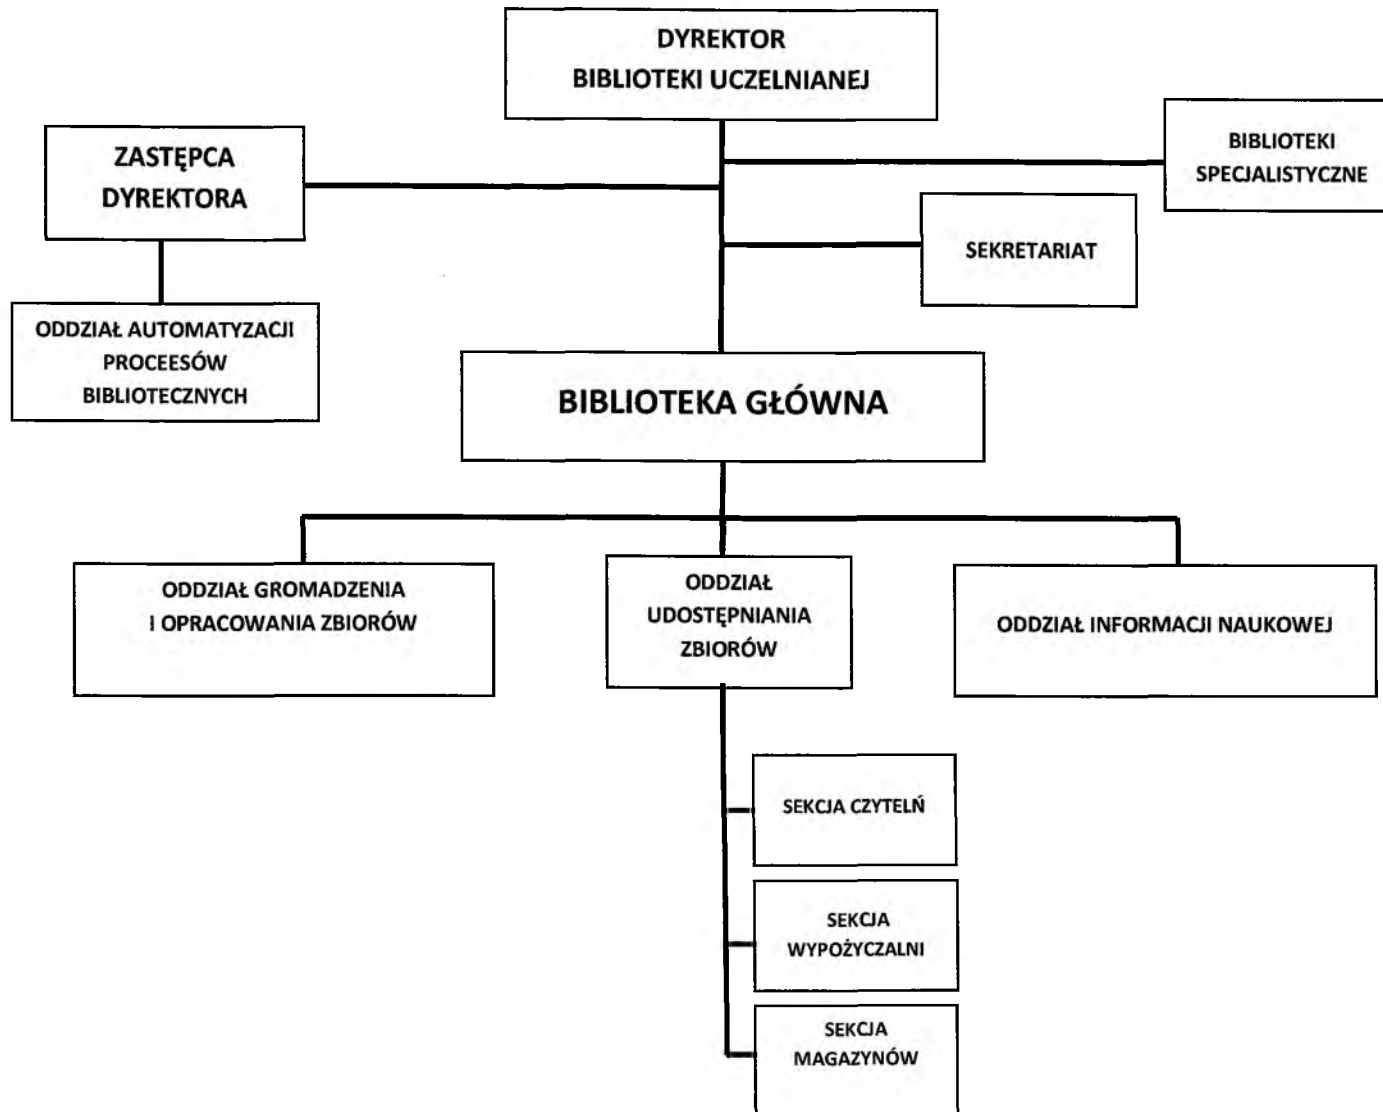 DYREKTOR
BIBLIOTEKI UCZELNIANEJ
BIBLIOTEKI
SPECJALISTYCZNE
ZASTĘPCA
DYREKTORA
SEKRETARIAT
ODDZIAŁ AUTOMATYZACJI
PROCEESÓW
BIBLIOTECZNYCH
BIBLIOTEKA GŁÓWNA
ODDZIAŁ GROMADZENIA
I OPRACOWANIA ZBIORÓW
ODDZIAŁ
UDOSTĘPNIANIA
ZBIORÓW
ODDZIAŁ INFORMACJI NAUKOWEJ
SEKCJA CZYTELŃ
SEKCJA
WYPOŻYCZALNI
SEKCJA
MAGAZYNÓW